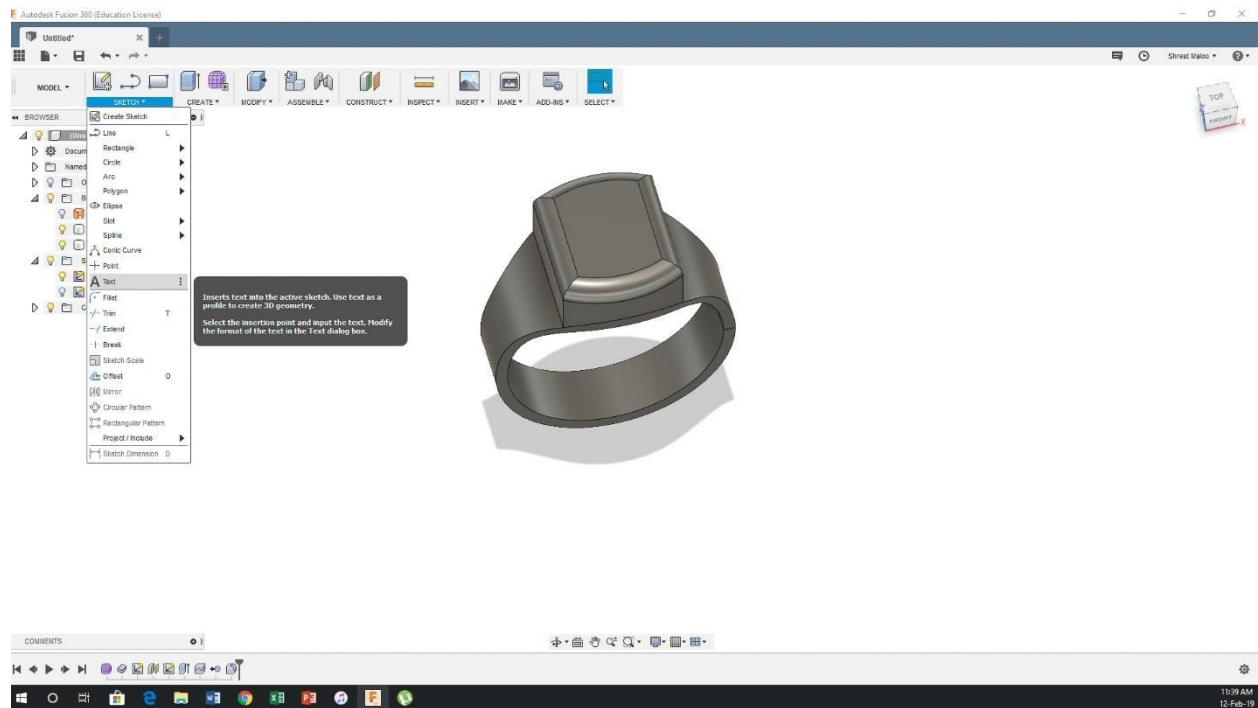 Autodesk Fusion 360 (Education License)
Untitled*
Shrest Maloo
MODEL
SKETCH
CREATE
MODIFY
ASSEMBLE
CONSTRUCT
INSPECT
INSERT
MAKE
ADD-INS
SELECT
TOP
FRONT
X
BROWSER
Docum
Named
Create Sketch
Line L
Rectangle
Circle
Arc
Polygon
Ellipse
Slot
Spline
Conic Curve
Point
A Text
Fillet
Trim T
Extend
Break
Sketch Scale
Offset O
Mirror
Circular Pattern
Rectangular Pattern
Project / Include
Sketch Dimension D
Inserts text into the active sketch. Use text as a
profile to create 3D geometry.
Select the insertion point and input the text. Modify
the format of the text in the Text dialog box.
COMMENTS
11:39 AM
12-Feb-19